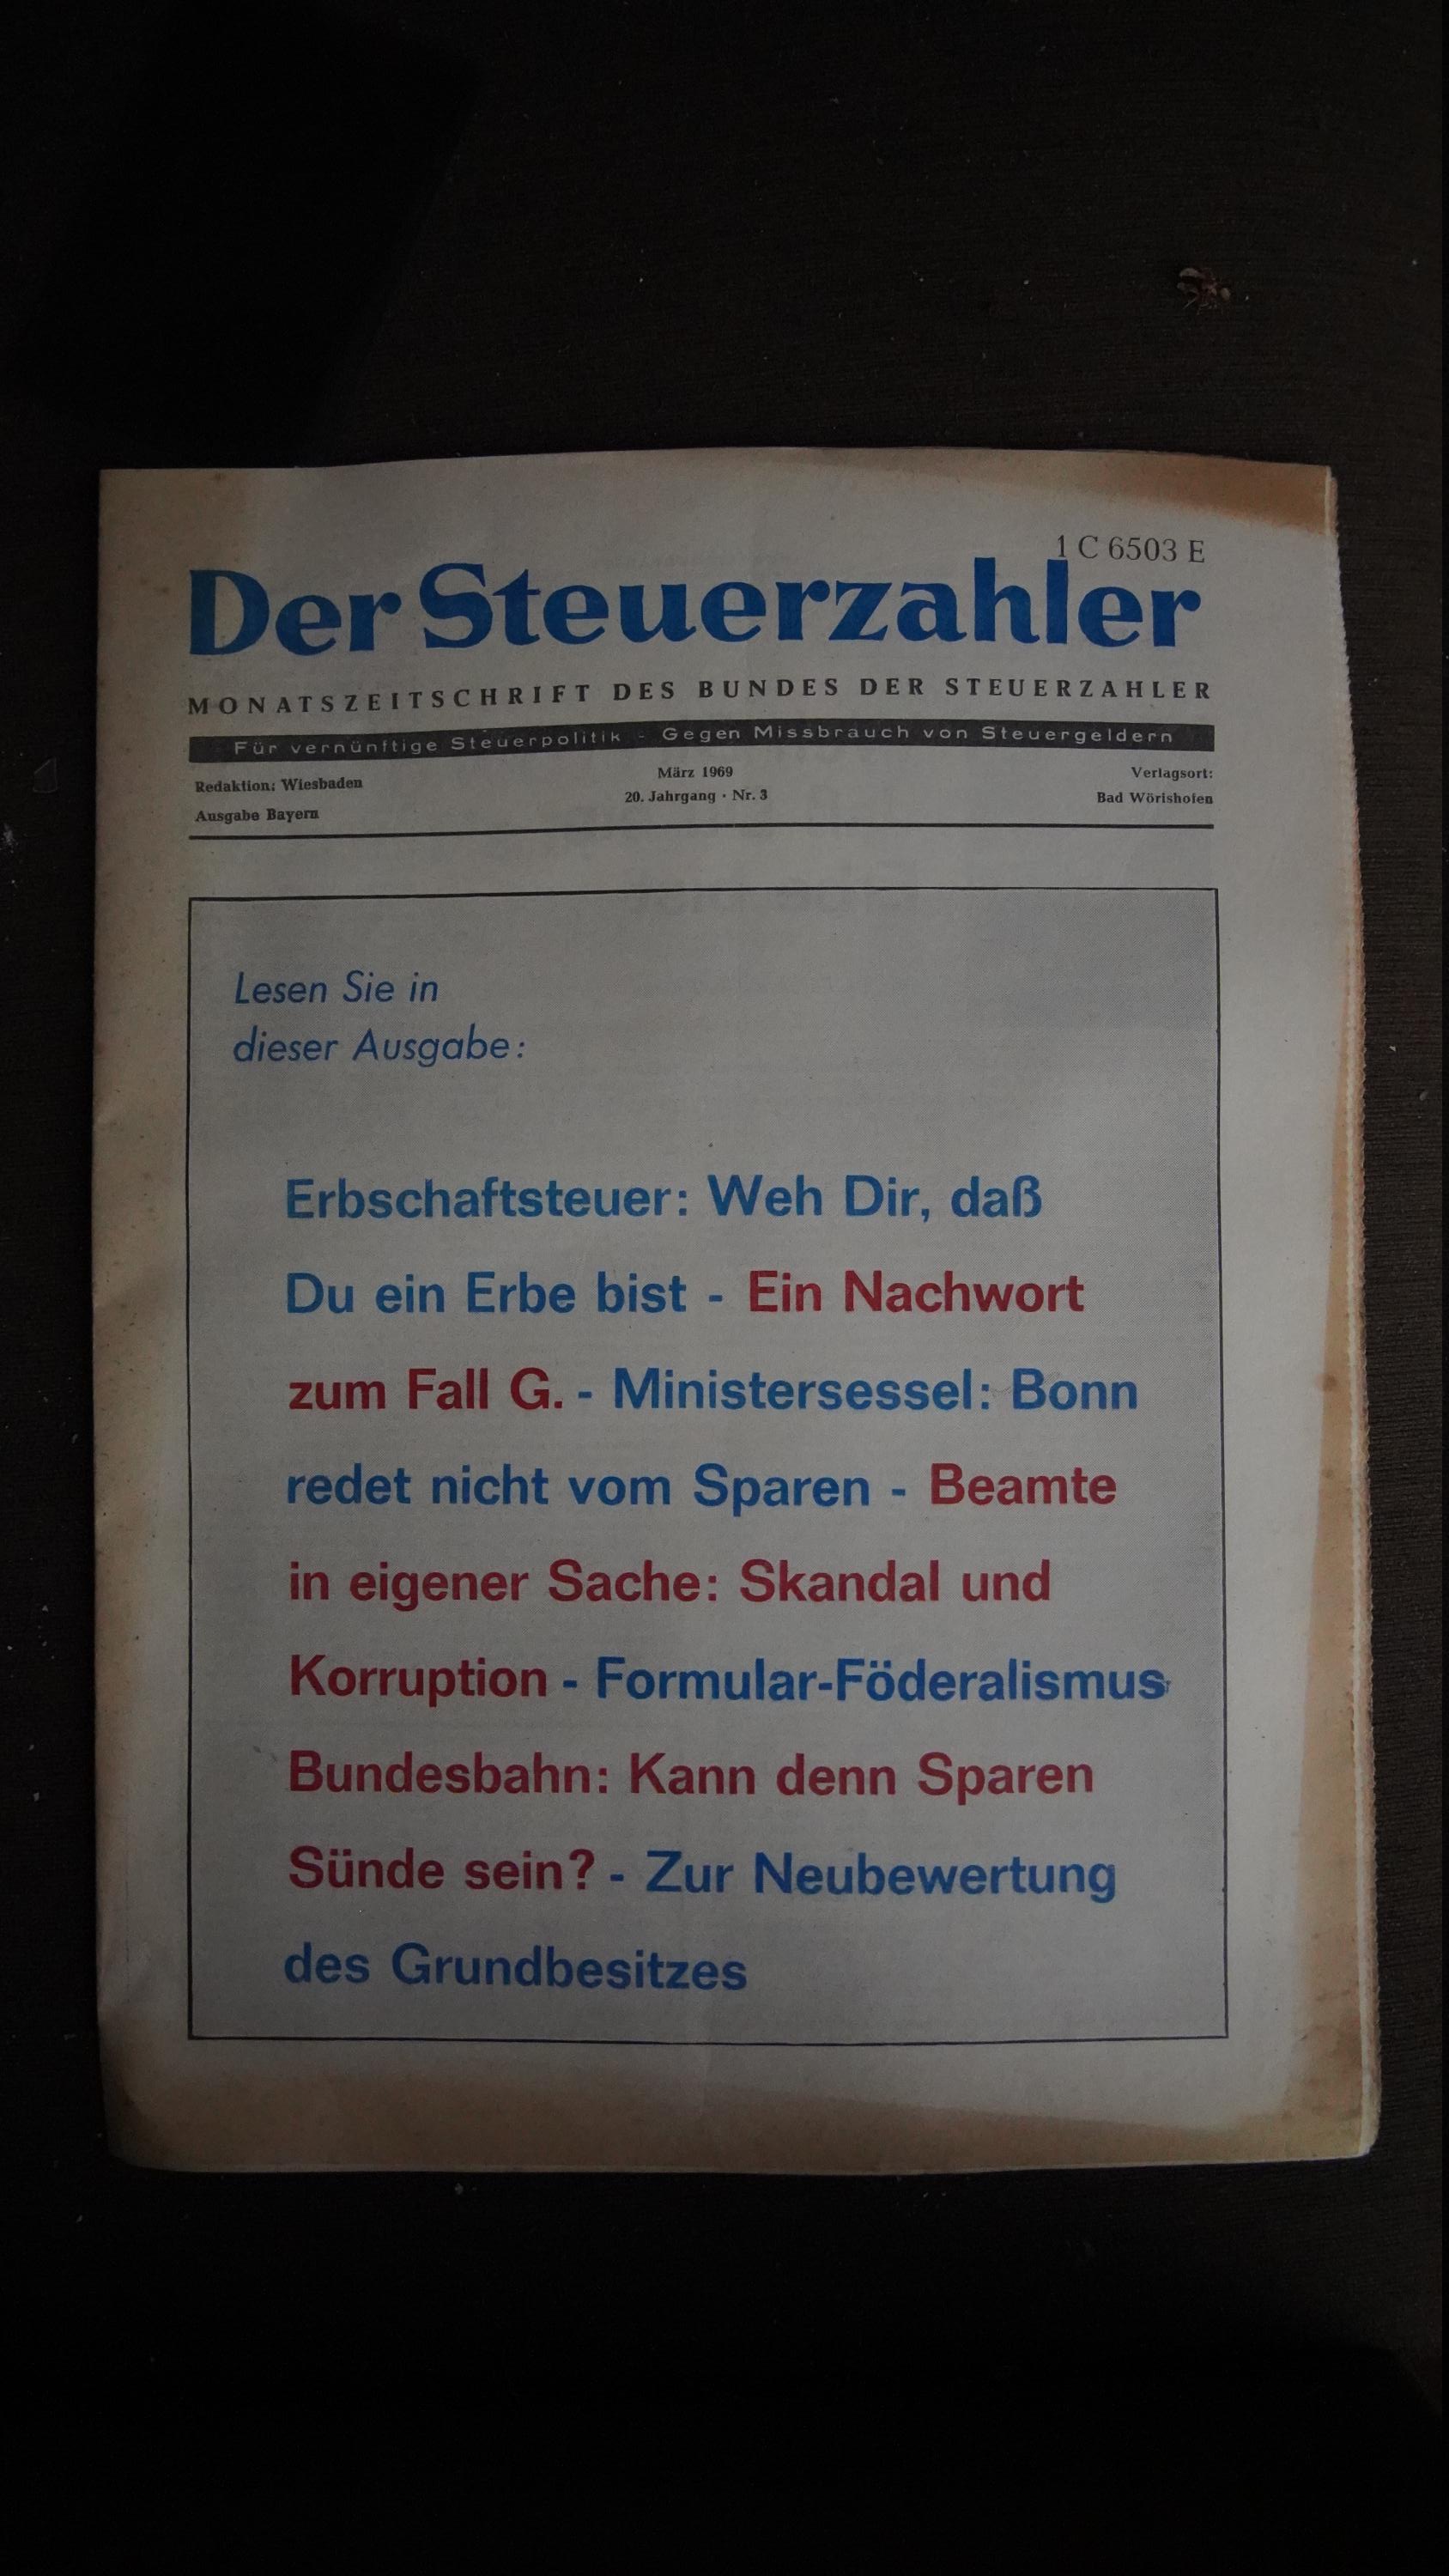 1 C 6503 E
Der Steuerzahler
MONATSZEITSCHRIFT DES BUNDES DER STEUERZAHLER
Für vernünftige Steuerpolitik - Gegen Missbrauch von Steuergeldern
Redaktion: Wiesbaden
Ausgabe Bayern
März 1969
20. Jahrgang · Nr. 3
Verlagsort:
Bad Wörishofen
Lesen Sie in
dieser Ausgabe:
Erbschaftsteuer: Weh Dir, daß
Du ein Erbe bist - Ein Nachwort
zum Fall G. - Ministersessel: Bonn
redet nicht vom Sparen - Beamte
in eigener Sache: Skandal und
Korruption - Formular-Föderalismus
Bundesbahn: Kann denn Sparen
Sünde sein? - Zur Neubewertung
des Grundbesitzes